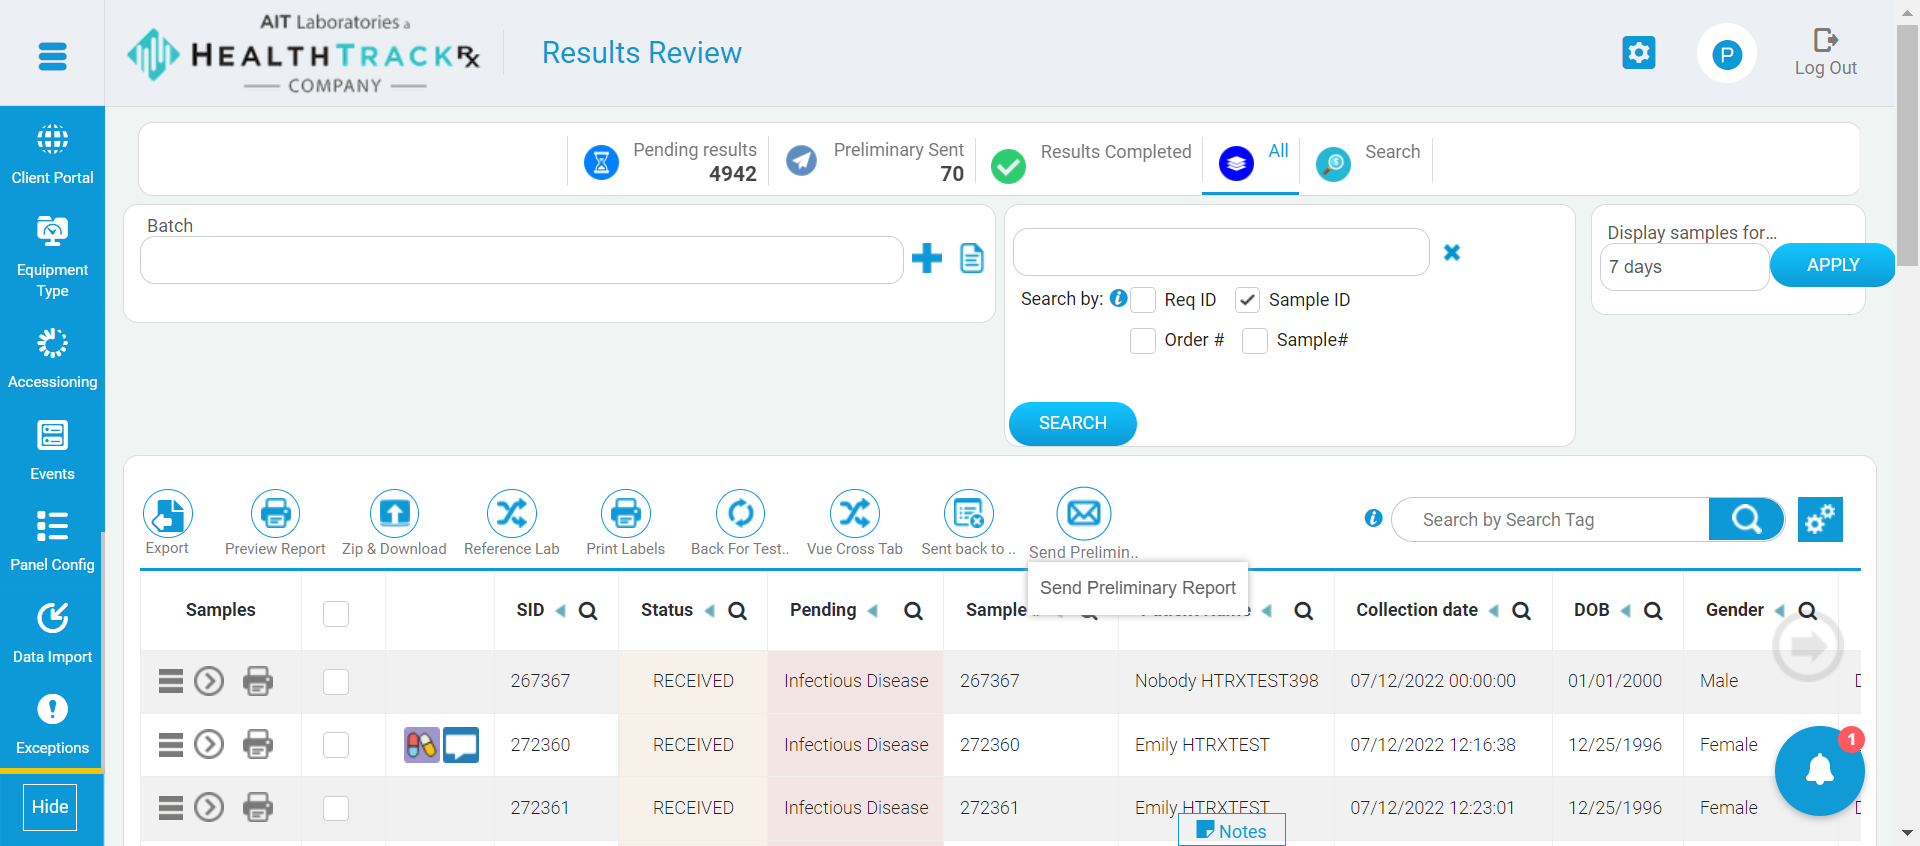 AIT Laboratories a
HEALTHTRACKRx
COMPANY
Results Review
P
Log Out
Client Portal
Equipment
Type
Accessioning
Events
Panel Config
Data Import
Exceptions
Hide
Pending results
4942
Preliminary Sent
70
Results Completed
All
Search
Batch
Search by:
Req ID
Sample ID
Order #
Sample#
SEARCH
Display samples for...
7 days
APPLY
Export
Preview Report
Zip & Download
Reference Lab
Print Labels
Back For Test..
Vue Cross Tab
Sent back to ..
Send Prelimin..
Search by Search Tag
Send Preliminary Report
Samples SID Status Pending Sample Collection date DOB Gender
267367 RECEIVED Infectious Disease 267367 Nobody HTRXTEST398 07/12/2022 00:00:00 01/01/2000 Male
272360 RECEIVED Infectious Disease 272360 Emily HTRXTEST 07/12/2022 12:16:38 12/25/1996 Female
272361 RECEIVED Infectious Disease 272361 Emily HTRXTEST 07/12/2022 12:23:01 12/25/1996 Female
1
Notes